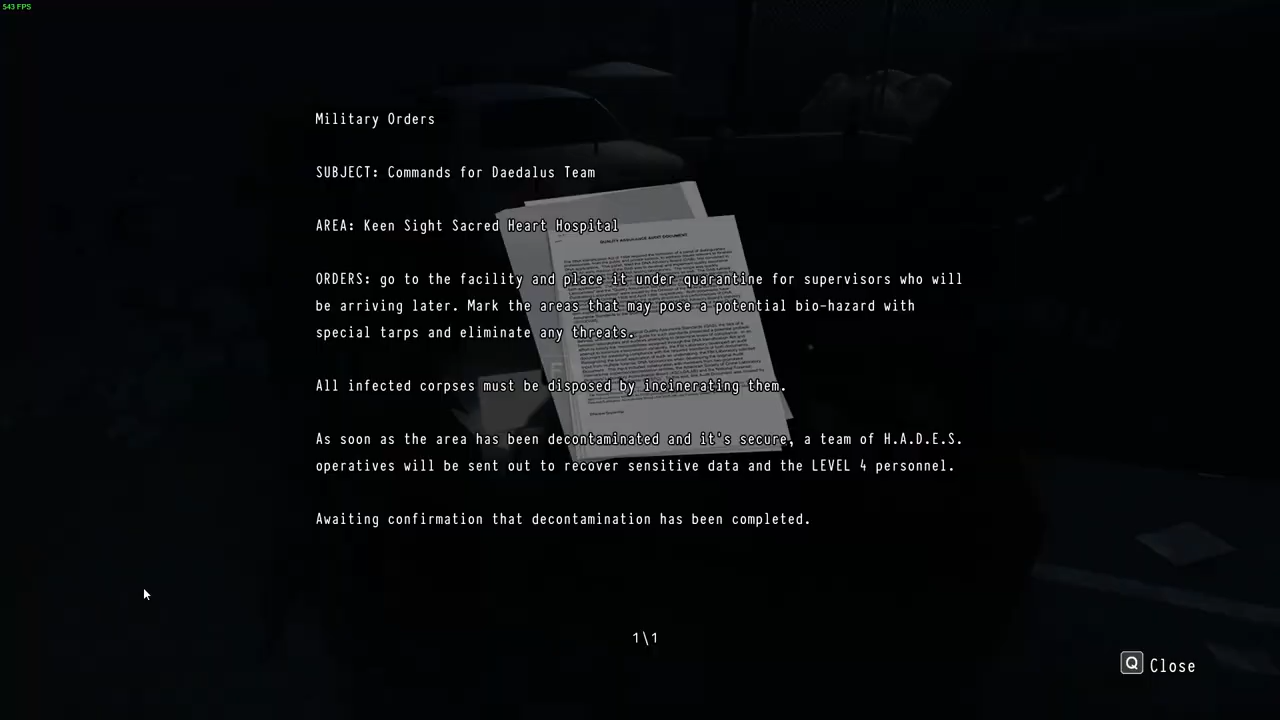 543 FPS
Military Orders
SUBJECT: Commands for Daedalus Team
AREA: Keen Sight Sacred Heart Hospital
QUALITY ASSURANCE AUDIT DOCUMENT
ORDERS: go to the facility and place it under quarantine for supervisors who will
be arriving later. Mark the areas that may pose a potential bio-hazard with
special tarps and eliminate any threats.
All infected corpses must be disposed by incinerating them.
As soon as the area has been decontaminated and it's secure, a team of H.A.D.E.S.
operatives will be sent out to recover sensitive data and the LEVEL 4 personnel.
Awaiting confirmation that decontamination has been completed.
1\1
Q Close